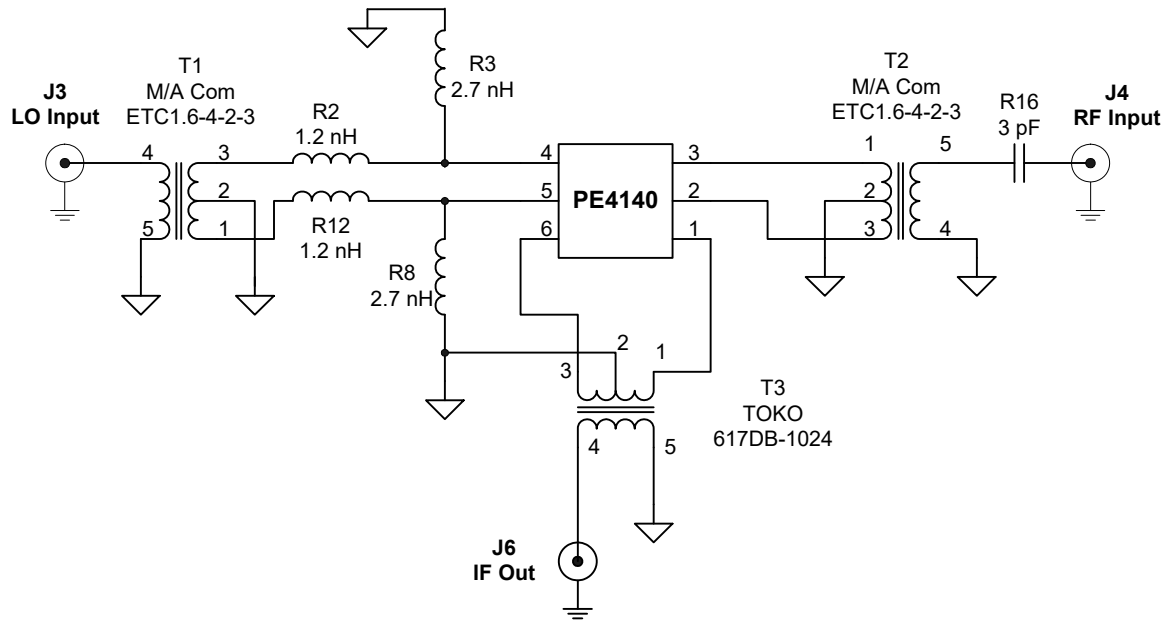 J3
LO Input
T1
M/A Com
ETC1.6-4-2-3
4
5
3
2
1
R2
1.2 nH
R12
1.2 nH
R3
2.7 nH
R8
2.7 nH
4
5
6
PE4140
3
2
1
T2
M/A Com
ETC1.6-4-2-3
1
2
3
5
4
R16
3 pF
J4
RF Input
3
2
1
4
5
T3
TOKO
617DB-1024
J6
IF Out